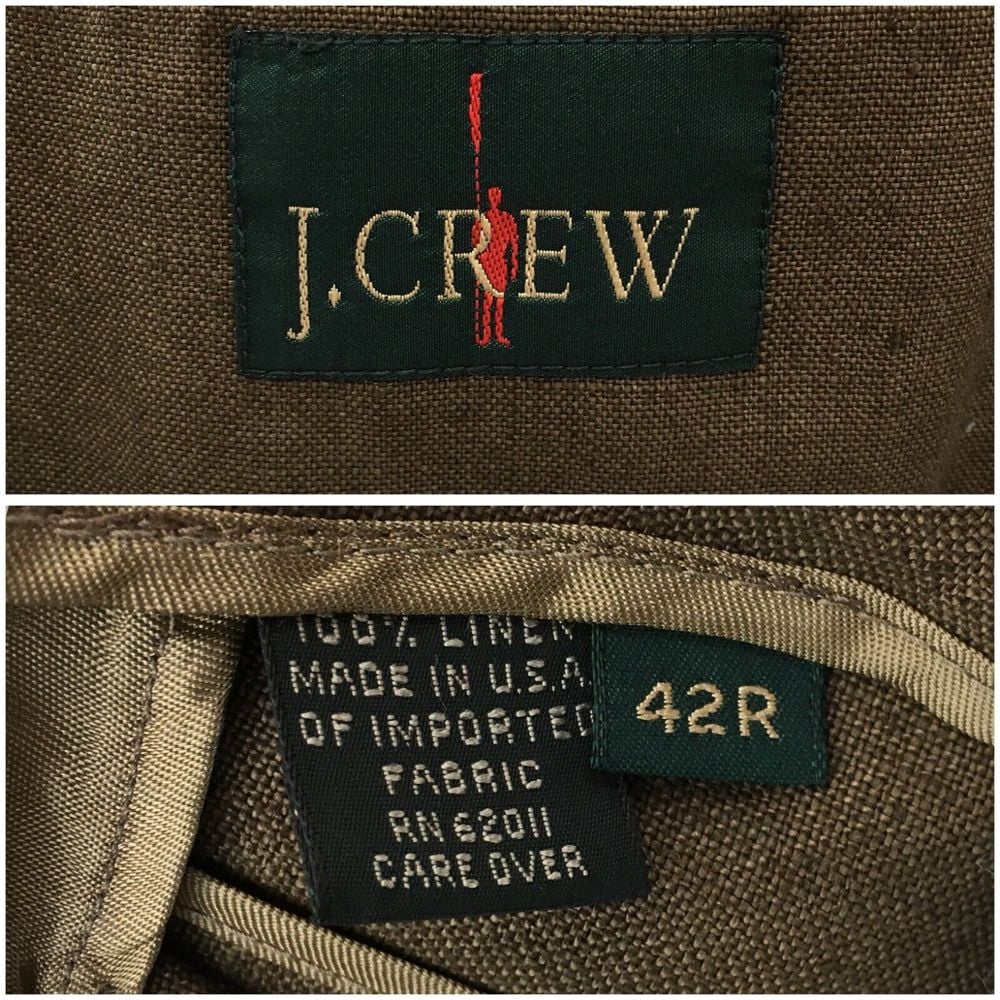 J.CREW
100% LINEN
MADE IN U.S.A.
OF IMPORTED
FABRIC
RN 62011
CARE OVER
42R